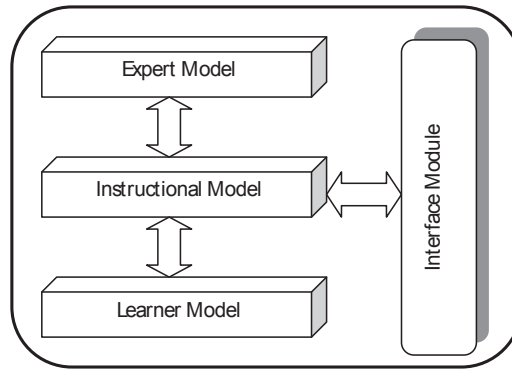 Expert Model
Instructional Model
Learner Model
Interface Module